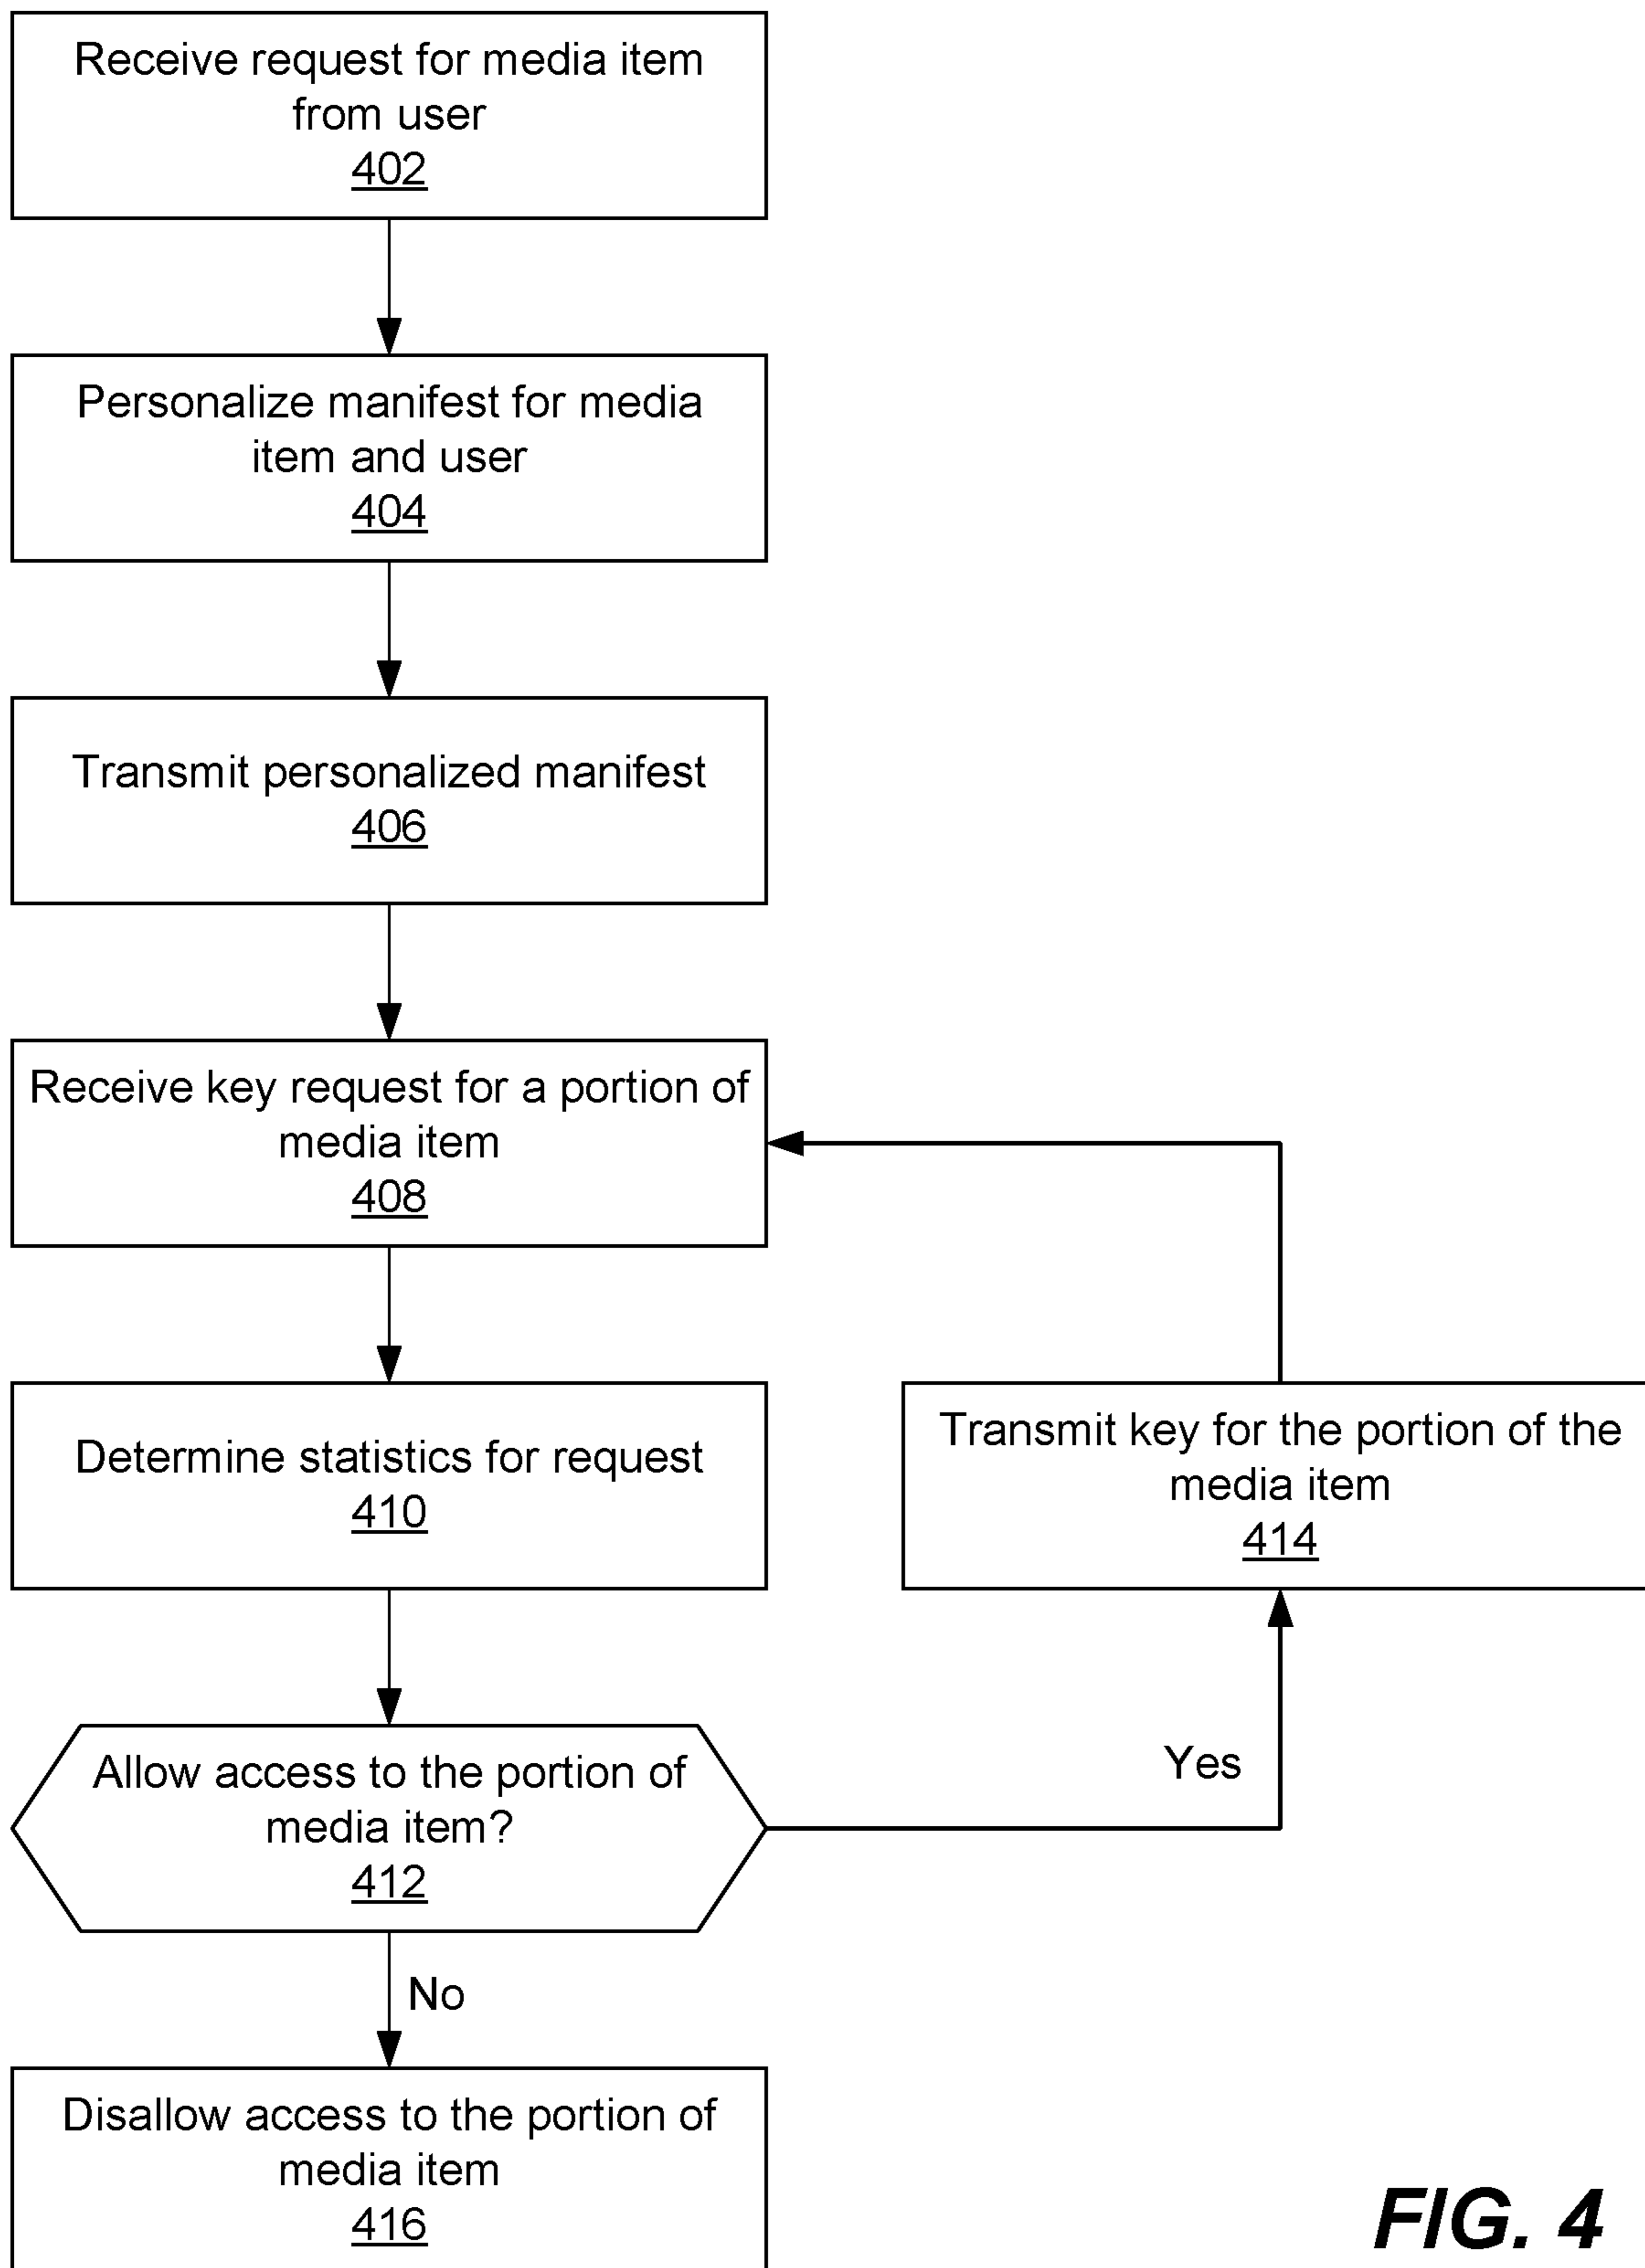 Receive request for media item
from user
402
Personalize manifest for media
item and user
404
Transmit personalized manifest
406
Receive key request for a portion of
media item
408
Determine statistics for request
410
Transmit key for the portion of the
media item
414
Allow access to the portion of
media item?
412
Yes
No
Disallow access to the portion of
media item
416
FIG. 4